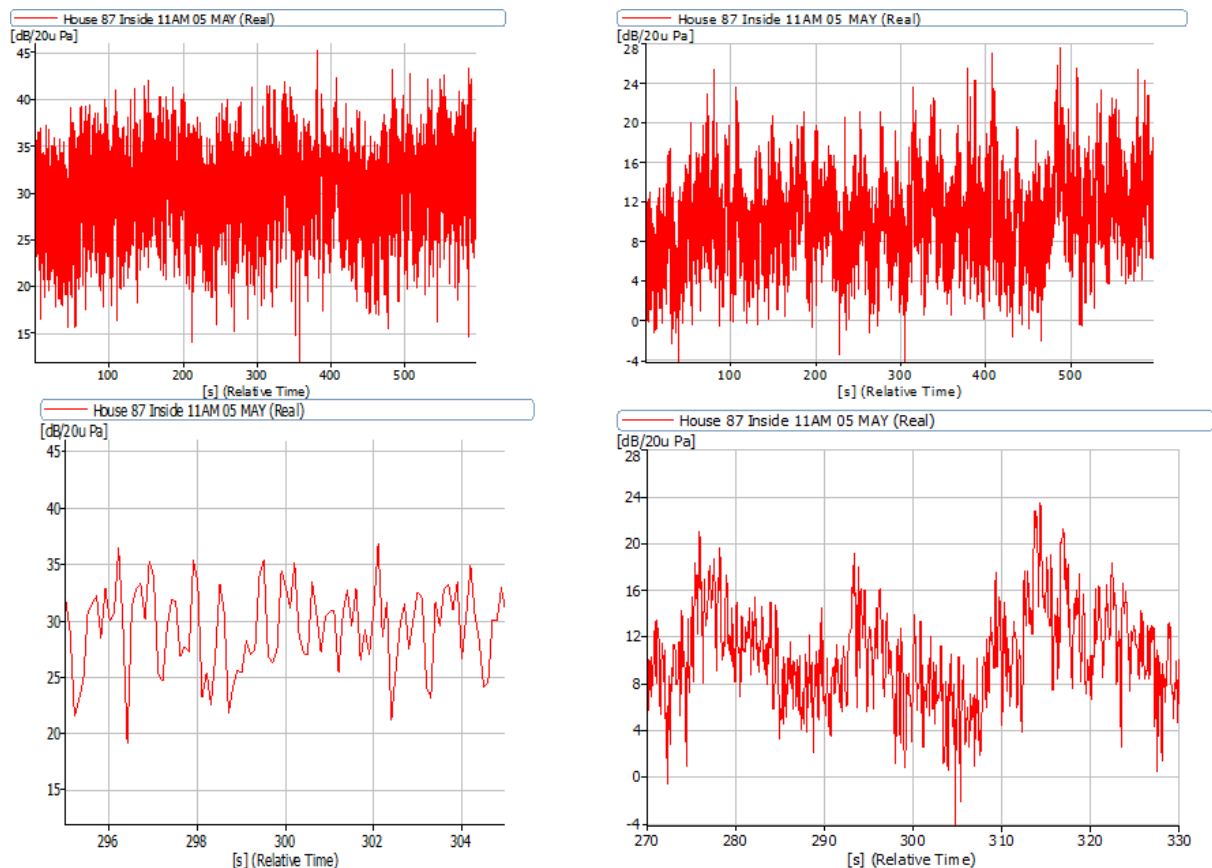 House 87 Inside 11AM 05 MAY (Real)
[dB/20u Pa]
45
40
35
30
25
20
15
100 200 300 400 500
[s] (Relative Time)
House 87 Inside 11AM 05 MAY (Real)
[dB/20u Pa]
28
24
20
16
12
8
4
0
-4
100 200 300 400 500
[s] (Relative Time)
House 87 Inside 11AM 05 MAY (Real)
[dB/20u Pa]
45
40
35
30
25
20
15
296 298 300 302 304
[s] (Relative Time)
House 87 Inside 11AM 05 MAY (Real)
[dB/20u Pa]
28
24
20
16
12
8
4
0
-4
270 280 290 300 310 320 330
[s] (Relative Time)